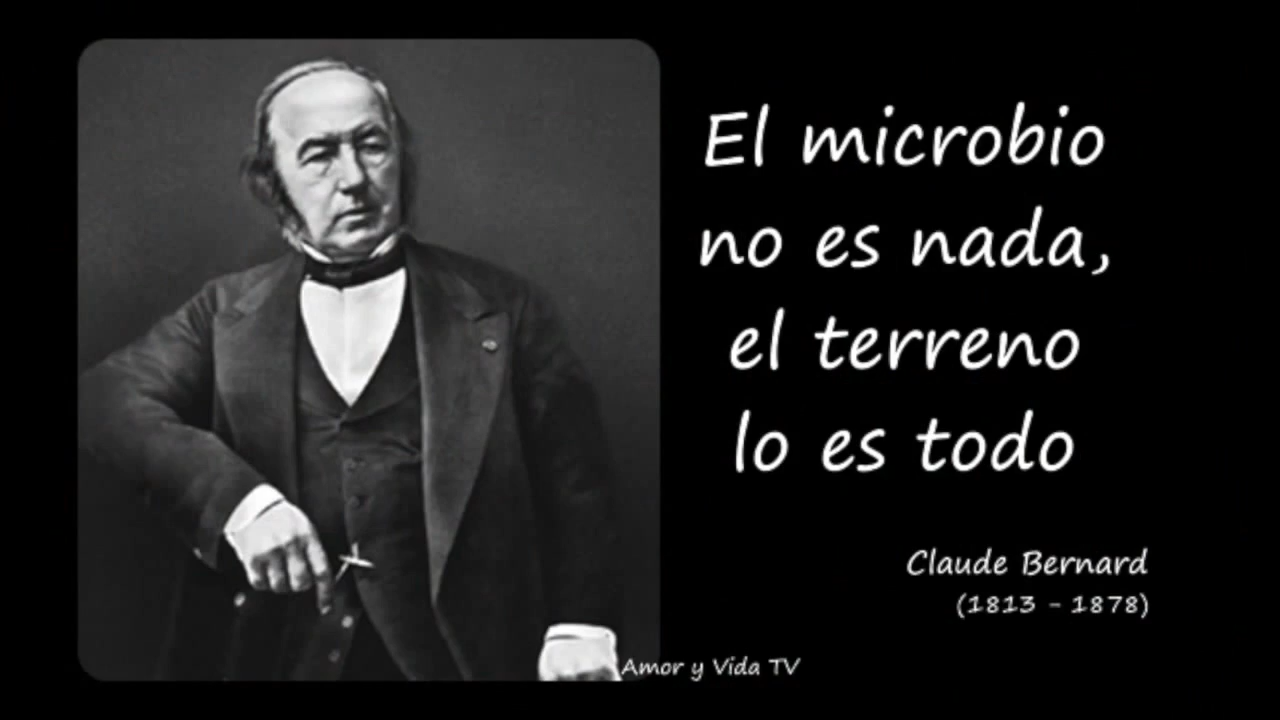 El microbio
no es nada,
el terreno
lo es todo
Claude Bernard
(1813 - 1878)
Amor y Vida TV